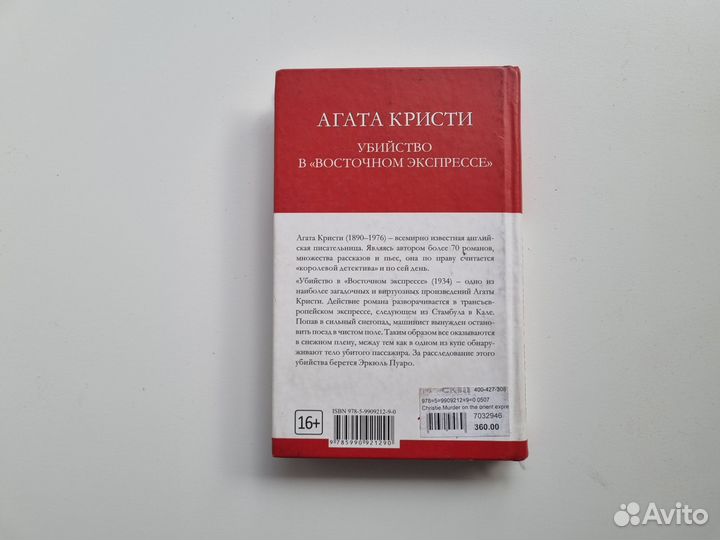 АГАТА КРИСТИ
УБИЙСТВО
В «ВОСТОЧНОМ ЭКСПРЕССЕ»
Агата Кристи (1890–1976) – всемирно известная англий-
ская писательница. Являясь автором более 70 романов,
множества рассказов и пьес, она по праву считается
«королевой детектива» и по сей день.
«Убийство в «Восточном экспрессе» (1934) – одно из
наиболее загадочных и виртуозных произведений Агаты
Кристи. Действие романа разворачивается в трансъев-
ропейском экспрессе, следующем из Стамбула в Кале.
Попав в сильный снегопад, машинист вынужден остано-
вить поезд в чистом поле. Таким образом все оказываются
в снежном плену, между тем как в одном из купе обнару-
живают тело убитого пассажира. За расследование этого
убийства берется Эркюль Пуаро.
16+
ISBN 978-5-9909212-9-0
9 785990 921290
400-427-308
978=5=9909212=9=0 0507
Christie.Murder on the orient expre
7032946
360.00
Avito